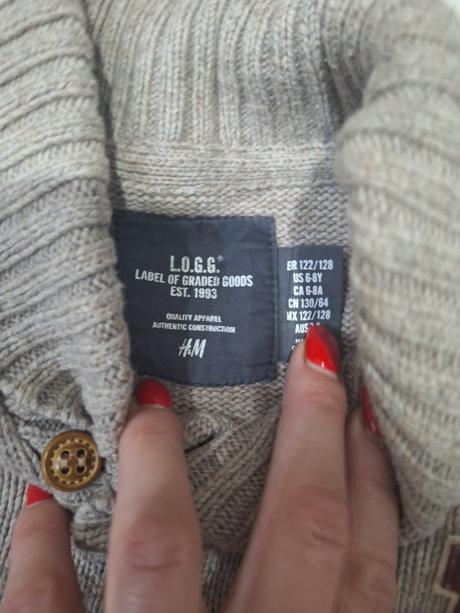 L.O.G.G.®
LABEL OF GRADED GOODS
EST. 1993
QUALITY APPAREL
AUTHENTIC CONSTRUCTION
H&M
EUR 122/128
US 6-8Y
CA 6-8A
CN 130/64
MX 122/128
AUS